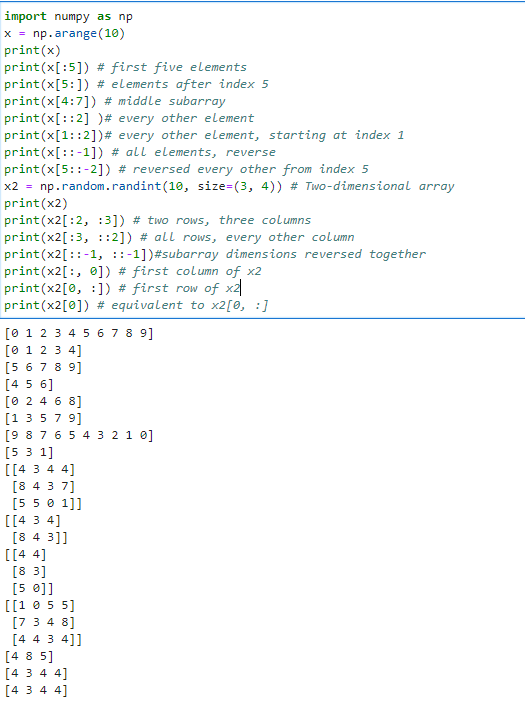 import numpy as np
x = np.arange(10)
print(x)
print(x[:5]) # first five elements
print(x[5:]) # elements after index 5
print(x[4:7]) # middle subarray
print(x[::2] )# every other element
print(x[1::2])# every other element, starting at index 1
print(x[::-1]) # all elements, reverse
print(x[5::-2]) # reversed every other from index 5
x2 = np.random.randint(10, size=(3, 4)) # Two-dimensional array
print(x2)
print(x2[:2, :3]) # two rows, three columns
print(x2[:3, ::2]) # all rows, every other column
print(x2[::-1, ::-1])#subarray dimensions reversed together
print(x2[:, 0]) # first column of x2
print(x2[0, :]) # first row of x2
print(x2[0]) # equivalent to x2[0, :]
[0 1 2 3 4 5 6 7 8 9]
[0 1 2 3 4]
[5 6 7 8 9]
[4 5 6]
[0 2 4 6 8]
[1 3 5 7 9]
[9 8 7 6 5 4 3 2 1 0]
[5 3 1]
[[4 3 4 4]
 [8 4 3 7]
 [5 5 0 1]]
[[4 3 4]
 [8 4 3]]
[[4 4]
 [8 3]
 [5 0]]
[[1 0 5 5]
 [7 3 4 8]
 [4 4 3 4]]
[4 8 5]
[4 3 4 4]
[4 3 4 4]